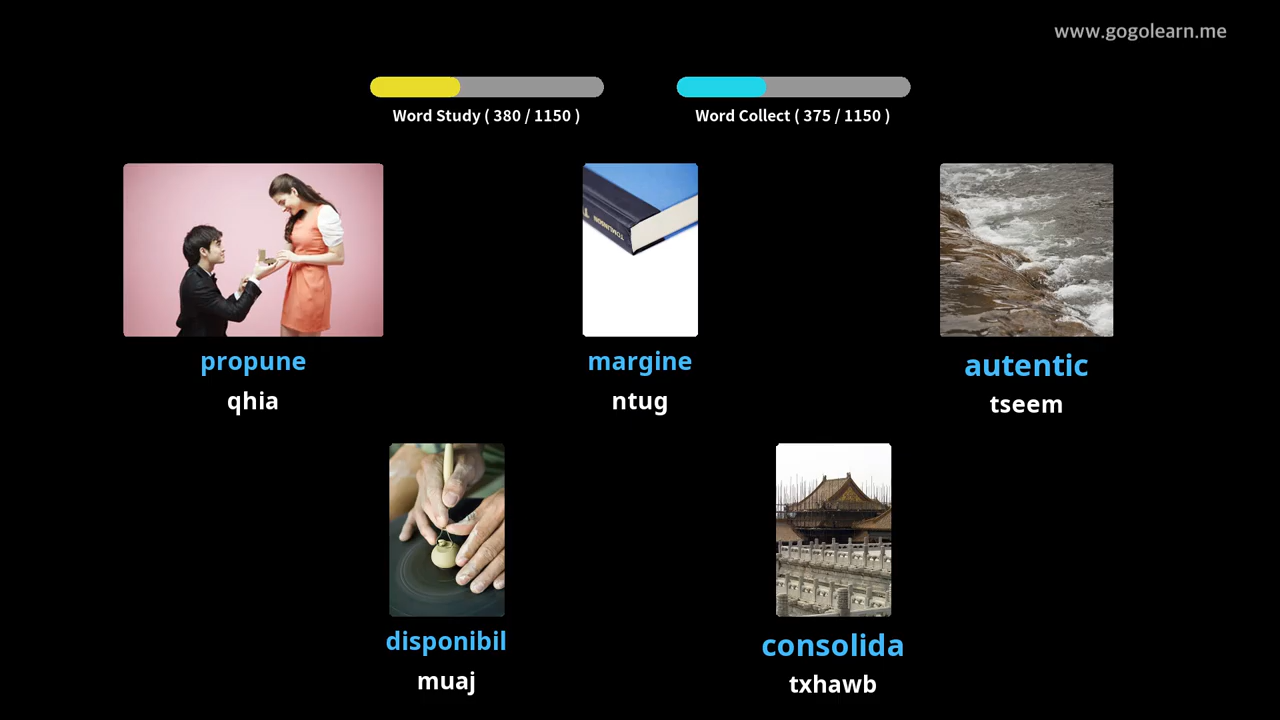 www.gogolearn.me
Word Study ( 380 / 1150 )
Word Collect ( 375 / 1150 )
TOMLINSON
propune
margine
autentic
qhia
ntug
tseem
disponibil
consolida
muaj
txhawb